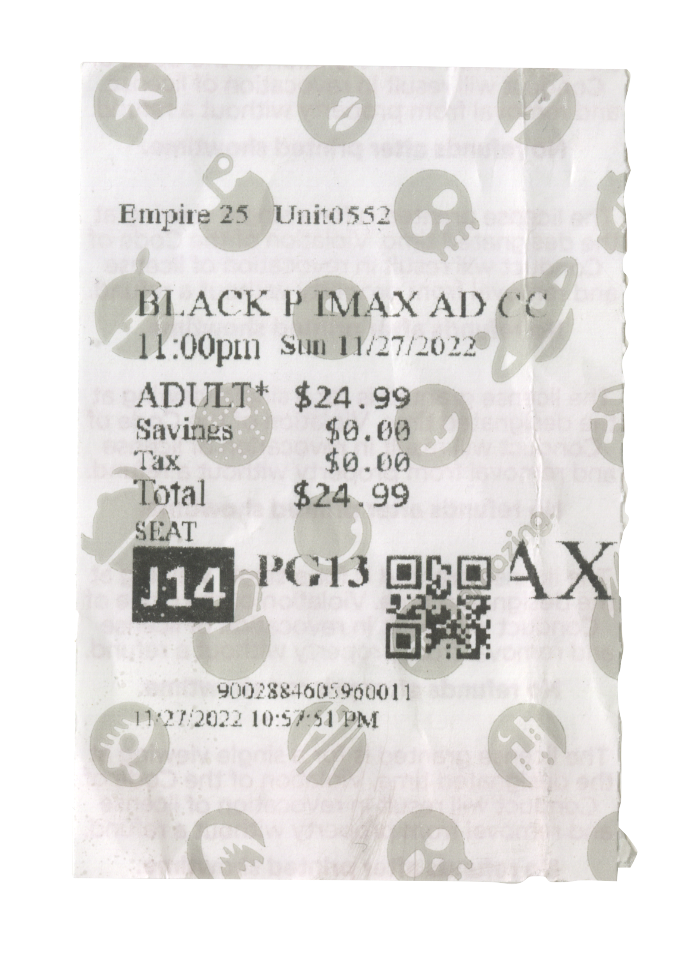 Empire 25 Unit0552
BLACK P IMAX AD CC
11:00pm Sun 11/27/2022
ADULT* $24.99
Savings $0.00
Tax $0.00
Total $24.99
SEAT
J14 PG13 AX
9002884605960011
11/27/2022 10:57:51 PM